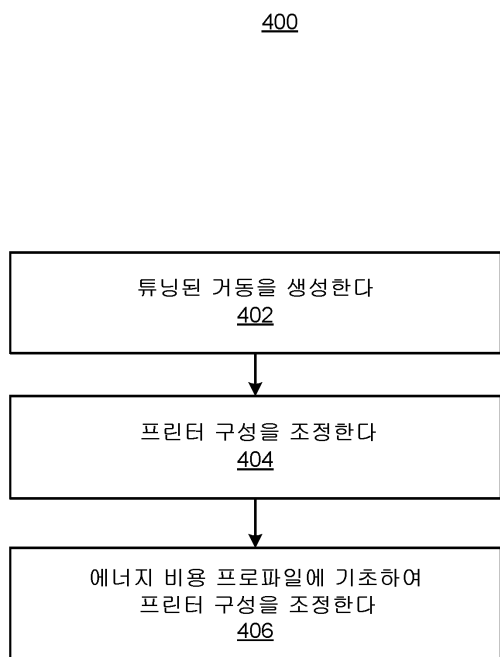 400
튜닝된 거동을 생성한다
402
프린터 구성을 조정한다
404
에너지 비용 프로파일에 기초하여
프린터 구성을 조정한다
406